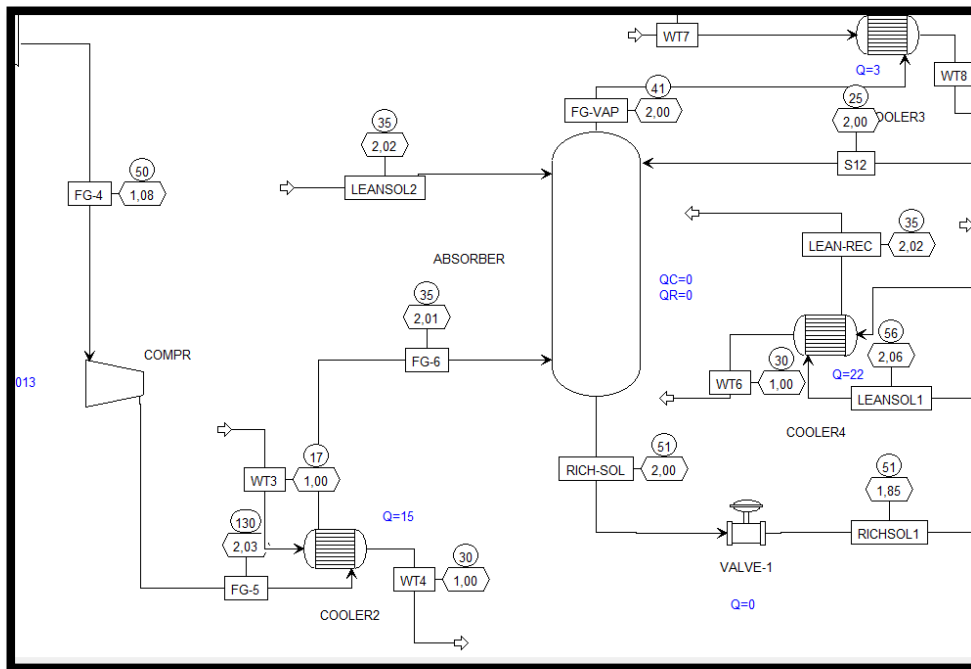 WT7
Q=3
WT8
41
FG-VAP
2,00
25
2,00
OOLER3
S12
35
2,02
LEANSOL2
50
FG-4
1,08
35
LEAN-REC
2,02
ABSORBER
QC=0
QR=0
35
2,01
FG-6
COMPR
013
56
2,06
30
WT6
1,00
Q=22
LEANSOL1
COOLER4
17
WT3
1,00
51
RICH-SOL
2,00
51
1,85
RICHSOL1
130
2,03
FG-5
Q=15
30
WT4
1,00
COOLER2
VALVE-1
Q=0